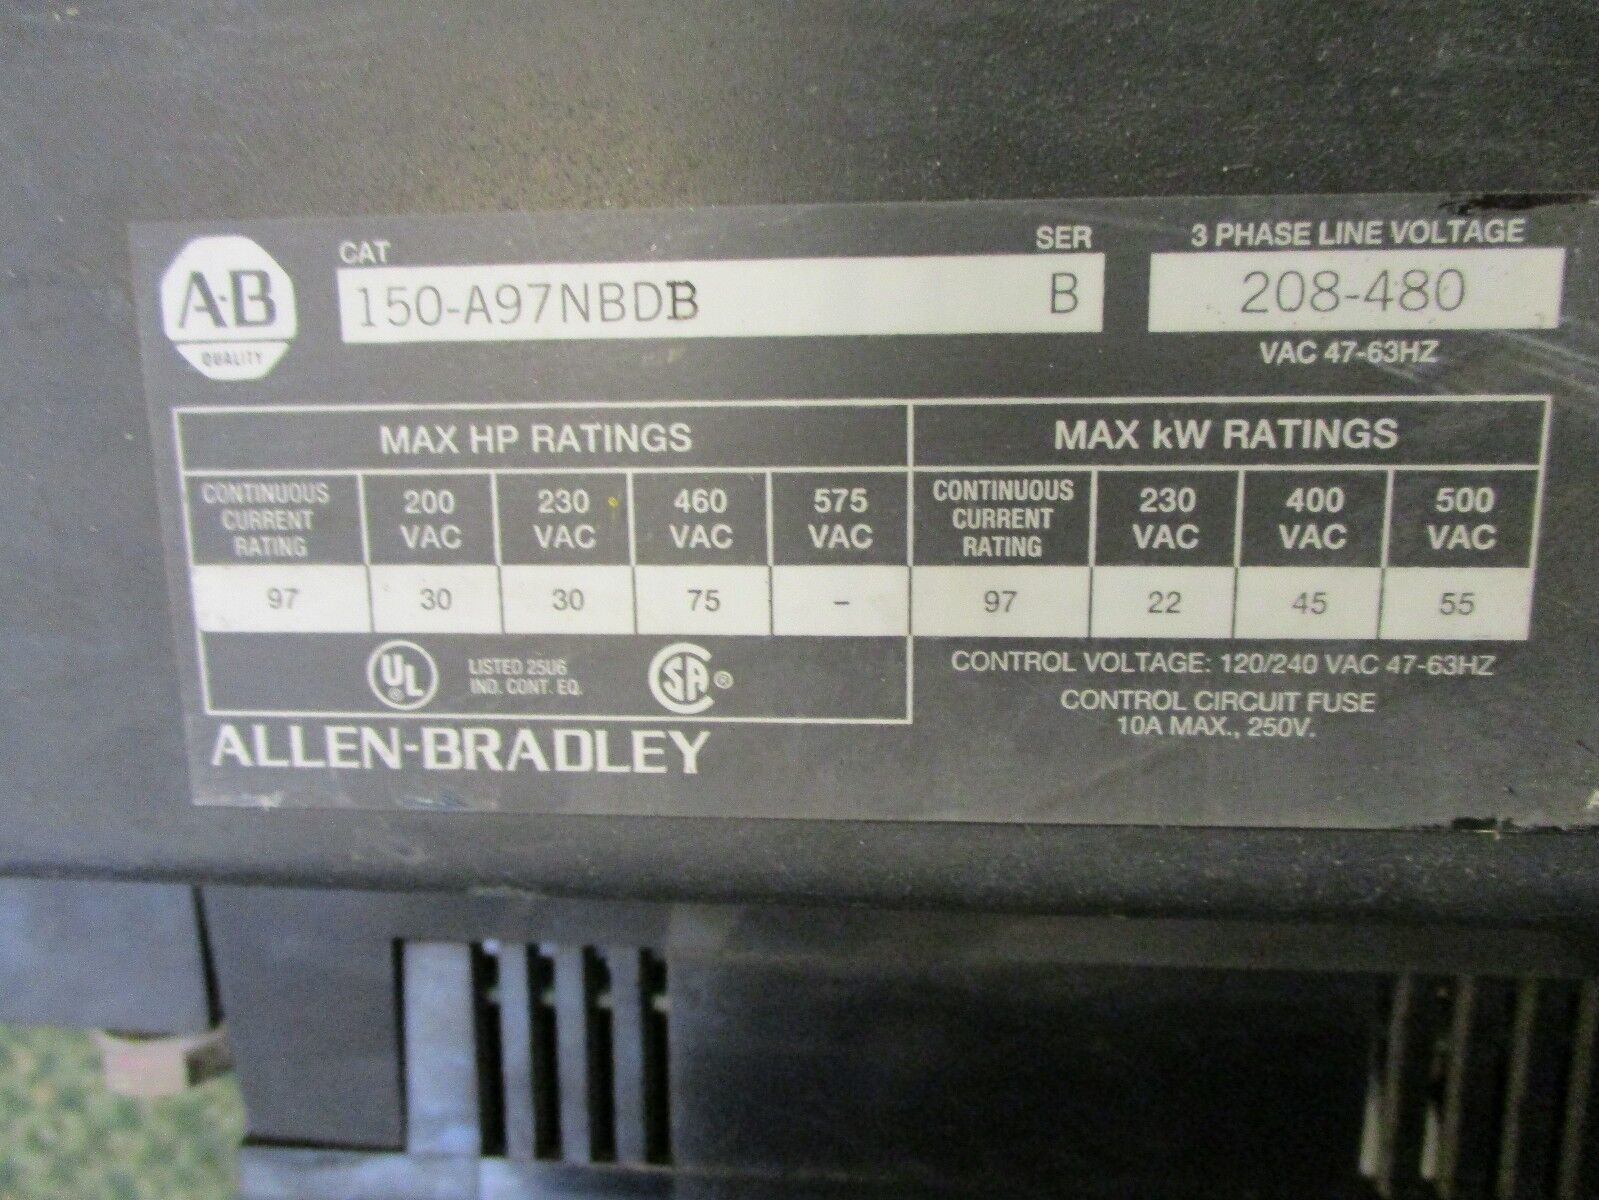 A-B
QUALITY
CAT
SER
3 PHASE LINE VOLTAGE
150-A97NBDB B
208-480
VAC 47-63HZ
MAX HP RATINGS
MAX kW RATINGS
CONTINUOUS CURRENT RATING 200 VAC 230 VAC 460 VAC 575 VAC CONTINUOUS CURRENT RATING 230 VAC 400 VAC 500 VAC
97 30 30 75 – 97 22 45 55
UL ®
LISTED 25U6
IND. CONT. EQ.
SA ®
CONTROL VOLTAGE: 120/240 VAC 47-63HZ
CONTROL CIRCUIT FUSE
10A MAX., 250V.
ALLEN-BRADLEY